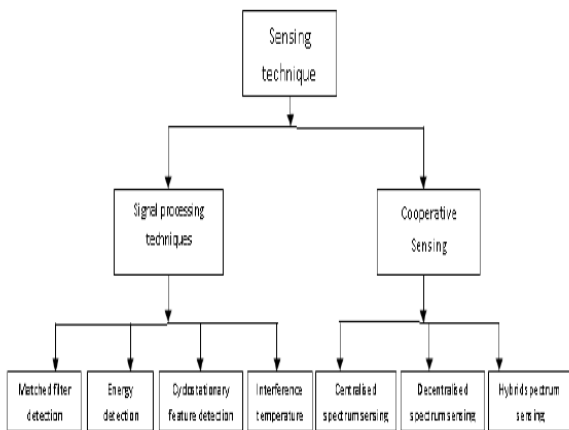 Sensing
technique
Signal processing
techniques
Cooperative
Sensing
Matched filter
detection
Energy
detection
Cyclostationary
Feature detection
Interference
temperature
Centralised
spectrum sensing
Decentralised
spectrum sensing
Hybrid spectrum
sensing